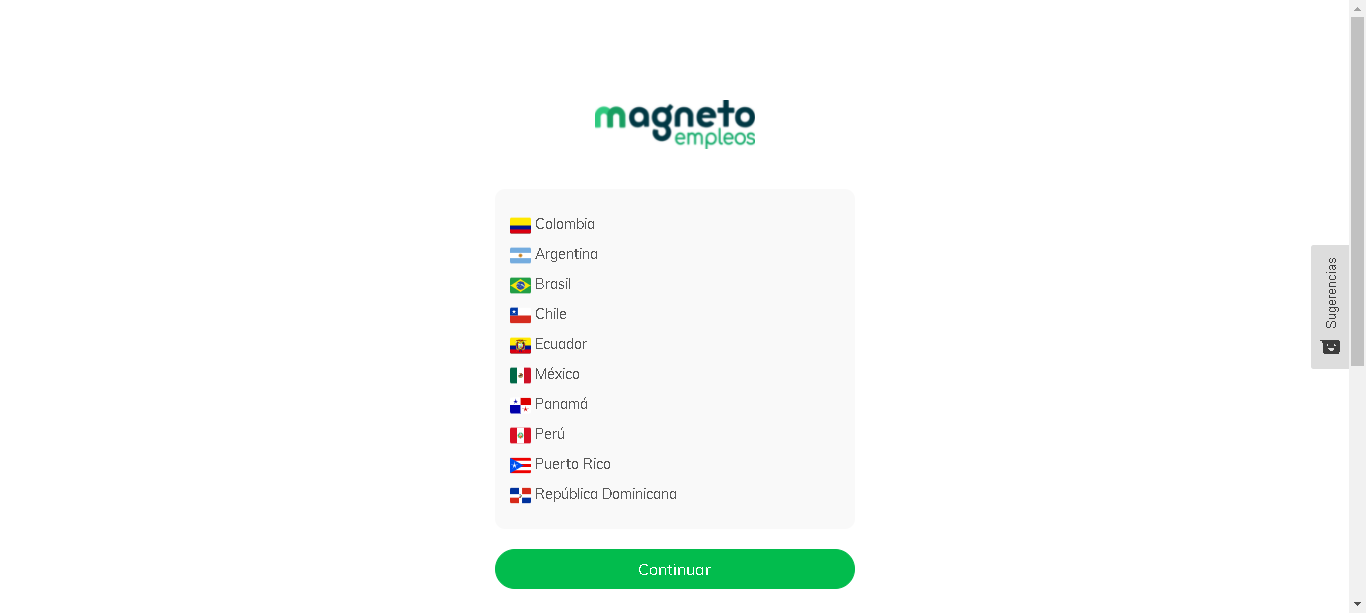 magneto
empleos
Colombia
Argentina
Brasil
Chile
Ecuador
México
Panamá
Perú
Puerto Rico
República Dominicana
Continuar
Sugerencias